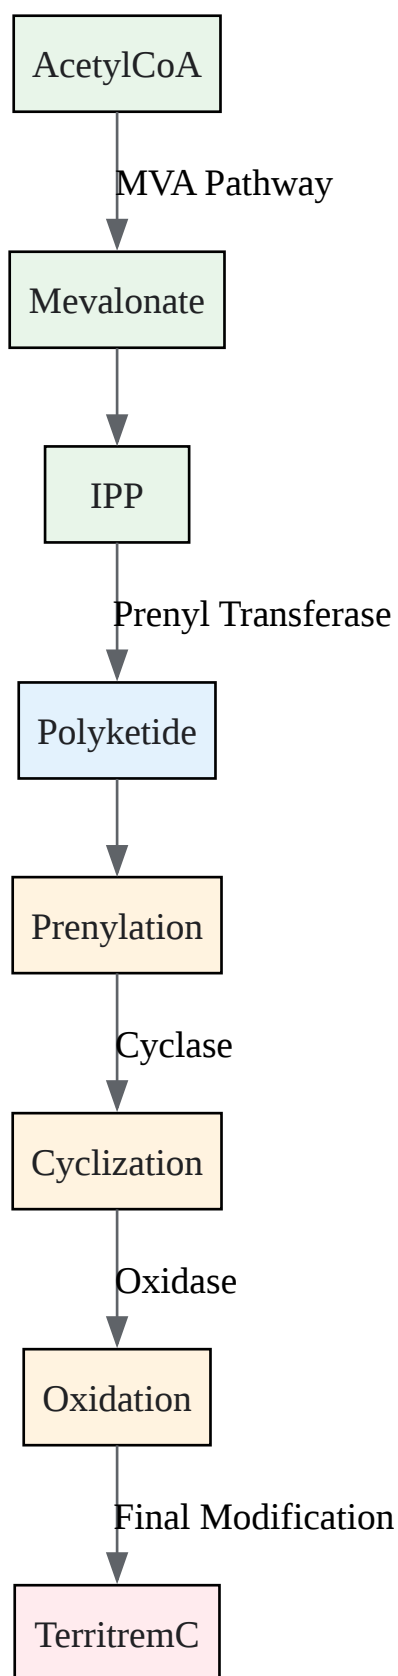 AcetylCoA
MVA Pathway
Mevalonate
IPP
Prenyl Transferase
Polyketide
Prenylation
Cyclase
Cyclization
Oxidase
Oxidation
Final Modification
TerritremC